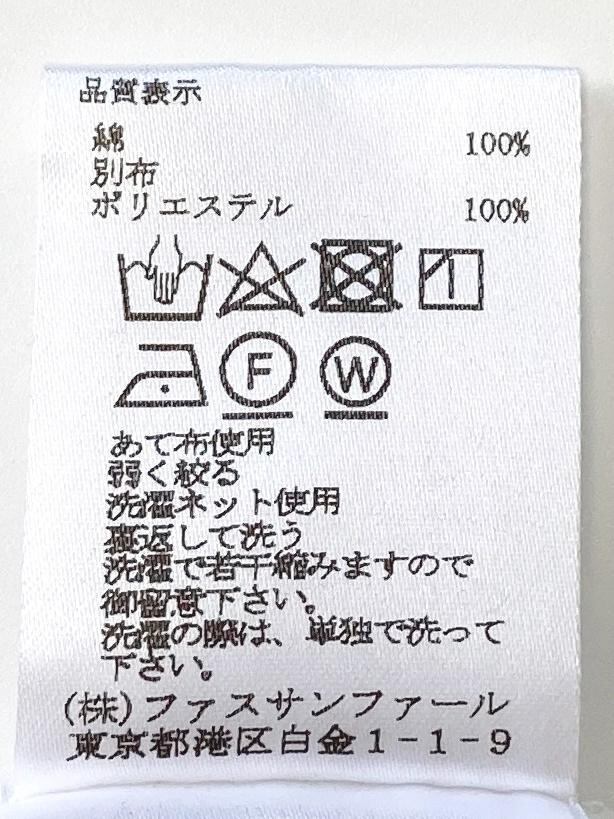 品質表示
綿 100%
別布
ポリエステル 100%
F W
あて布使用
弱く絞る
洗濯ネット使用
裏返して洗う
洗濯で若干縮みますので
御留意下さい。
洗濯の際は、単独で洗って
下さい。
(株)ファスサンファール
東京都港区白金1-1-9